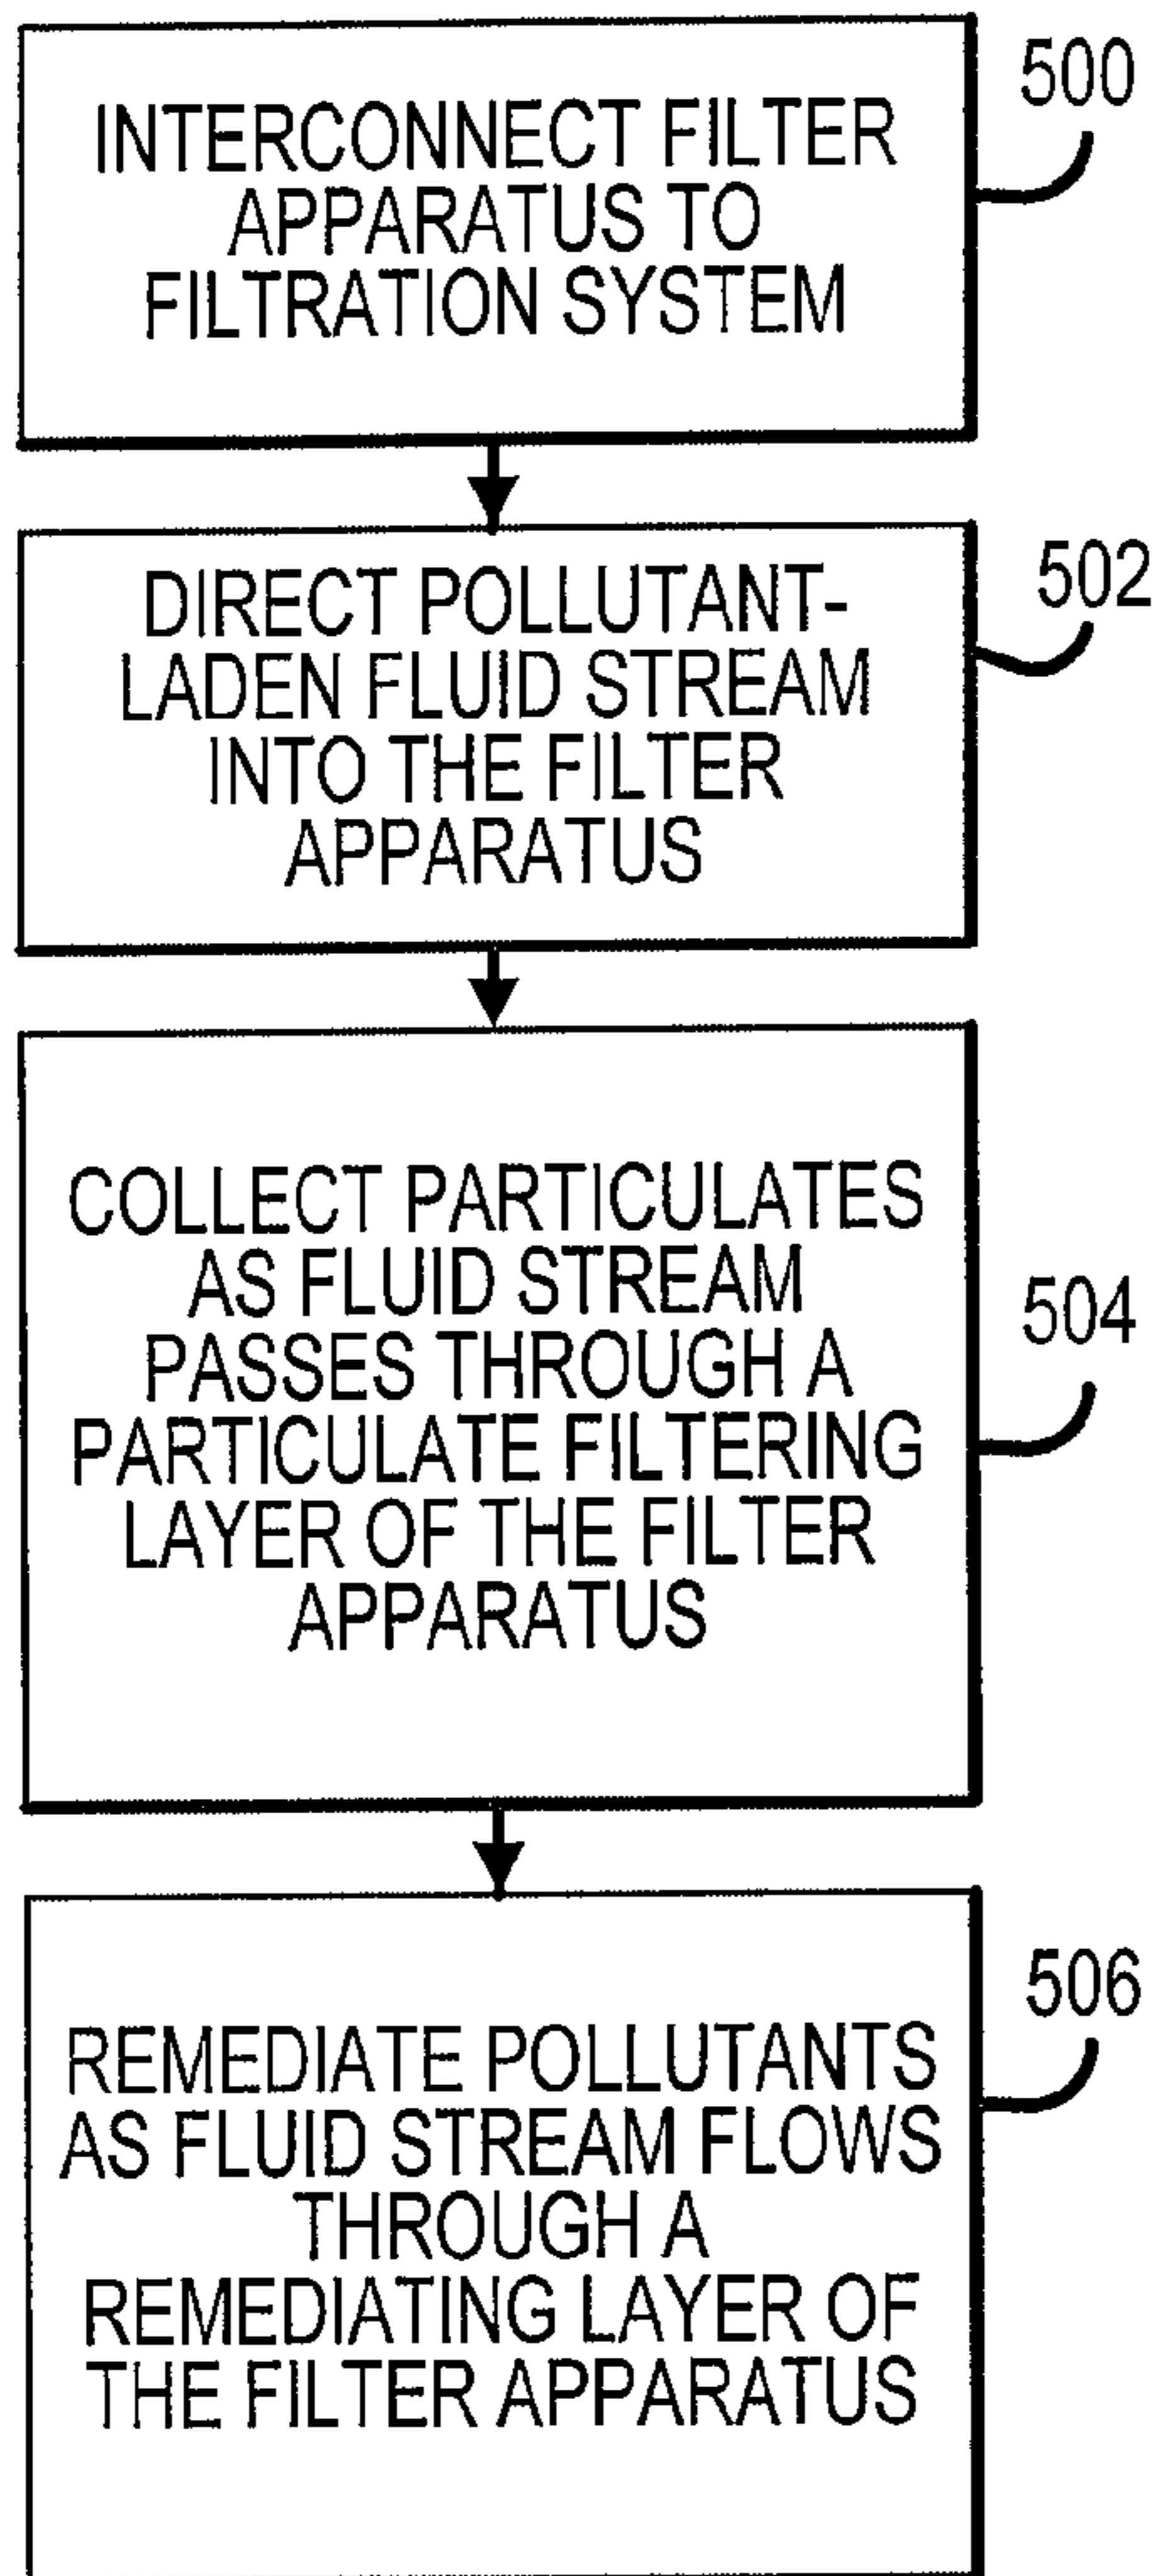 500
INTERCONNECT FILTER
APPARATUS TO
FILTRATION SYSTEM
502
DIRECT POLLUTANT-
LADEN FLUID STREAM
INTO THE FILTER
APPARATUS
COLLECT PARTICULATES
AS FLUID STREAM
PASSES THROUGH A
PARTICULATE FILTERING
LAYER OF THE FILTER
APPARATUS
504
REMEDIATE POLLUTANTS
AS FLUID STREAM FLOWS
THROUGH A
REMEDIATING LAYER OF
THE FILTER APPARATUS
506